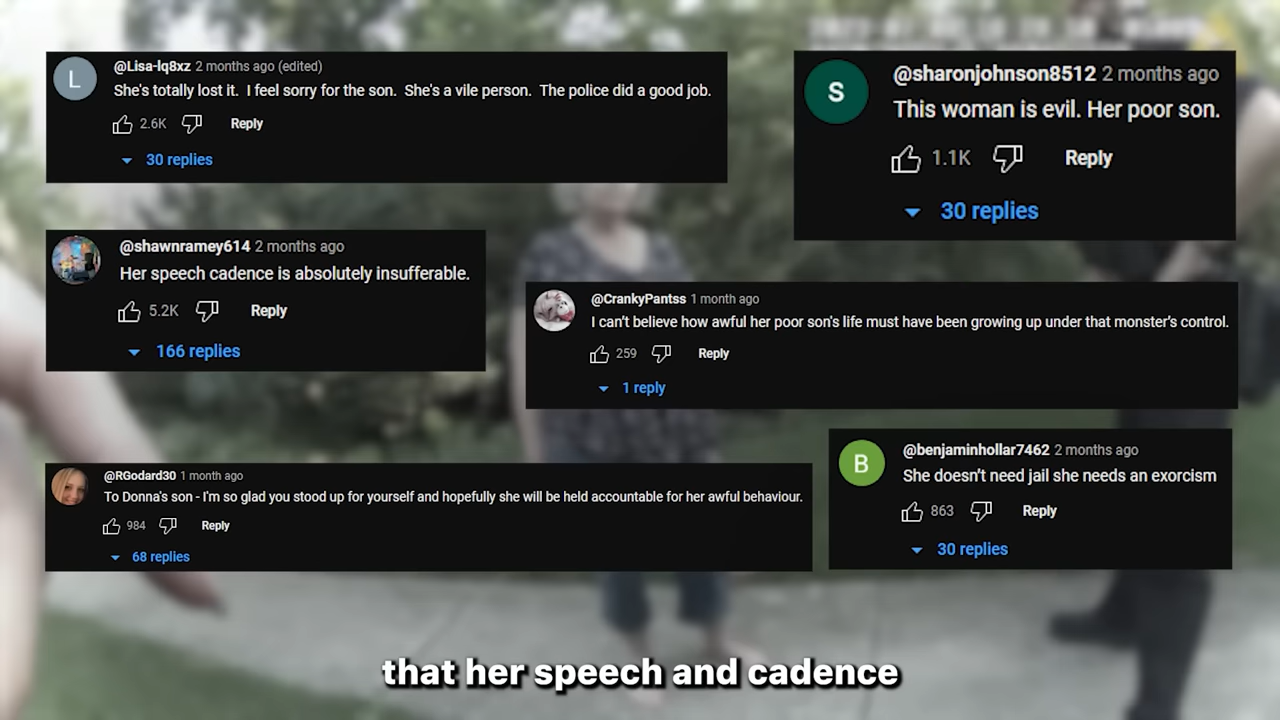 L
@Lisa-lq8xz 2 months ago (edited)
She's totally lost it. I feel sorry for the son. She's a vile person. The police did a good job.
2.6K Reply
30 replies
S
@sharonjohnson8512 2 months ago
This woman is evil. Her poor son.
1.1K Reply
30 replies
@shawnramey614 2 months ago
Her speech cadence is absolutely insufferable.
5.2K Reply
166 replies
@CrankyPantss 1 month ago
I can't believe how awful her poor son's life must have been growing up under that monster's control.
259 Reply
1 reply
@RGodard30 1 month ago
To Donna's son - I'm so glad you stood up for yourself and hopefully she will be held accountable for her awful behaviour.
984 Reply
68 replies
B
@benjaminhollar7462 2 months ago
She doesn't need jail she needs an exorcism
863 Reply
30 replies
that her speech and cadence